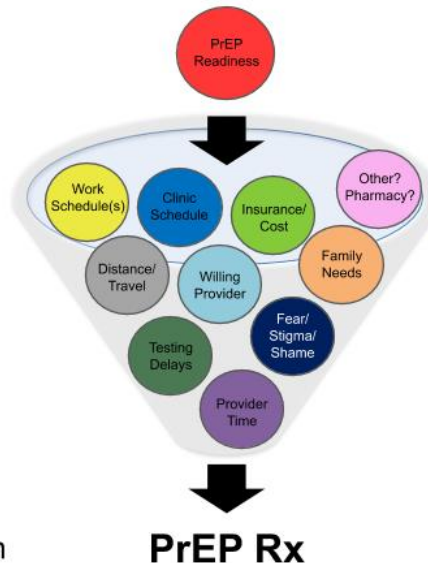 PrEP
Readiness
Work
Schedule(s)
Clinic
Schedule
Insurance/
Cost
Other?
Pharmacy?
Distance/
Travel
Willing
Provider
Family
Needs
Testing
Delays
Fear/
Stigma/
Shame
Provider
Time
PrEP Rx